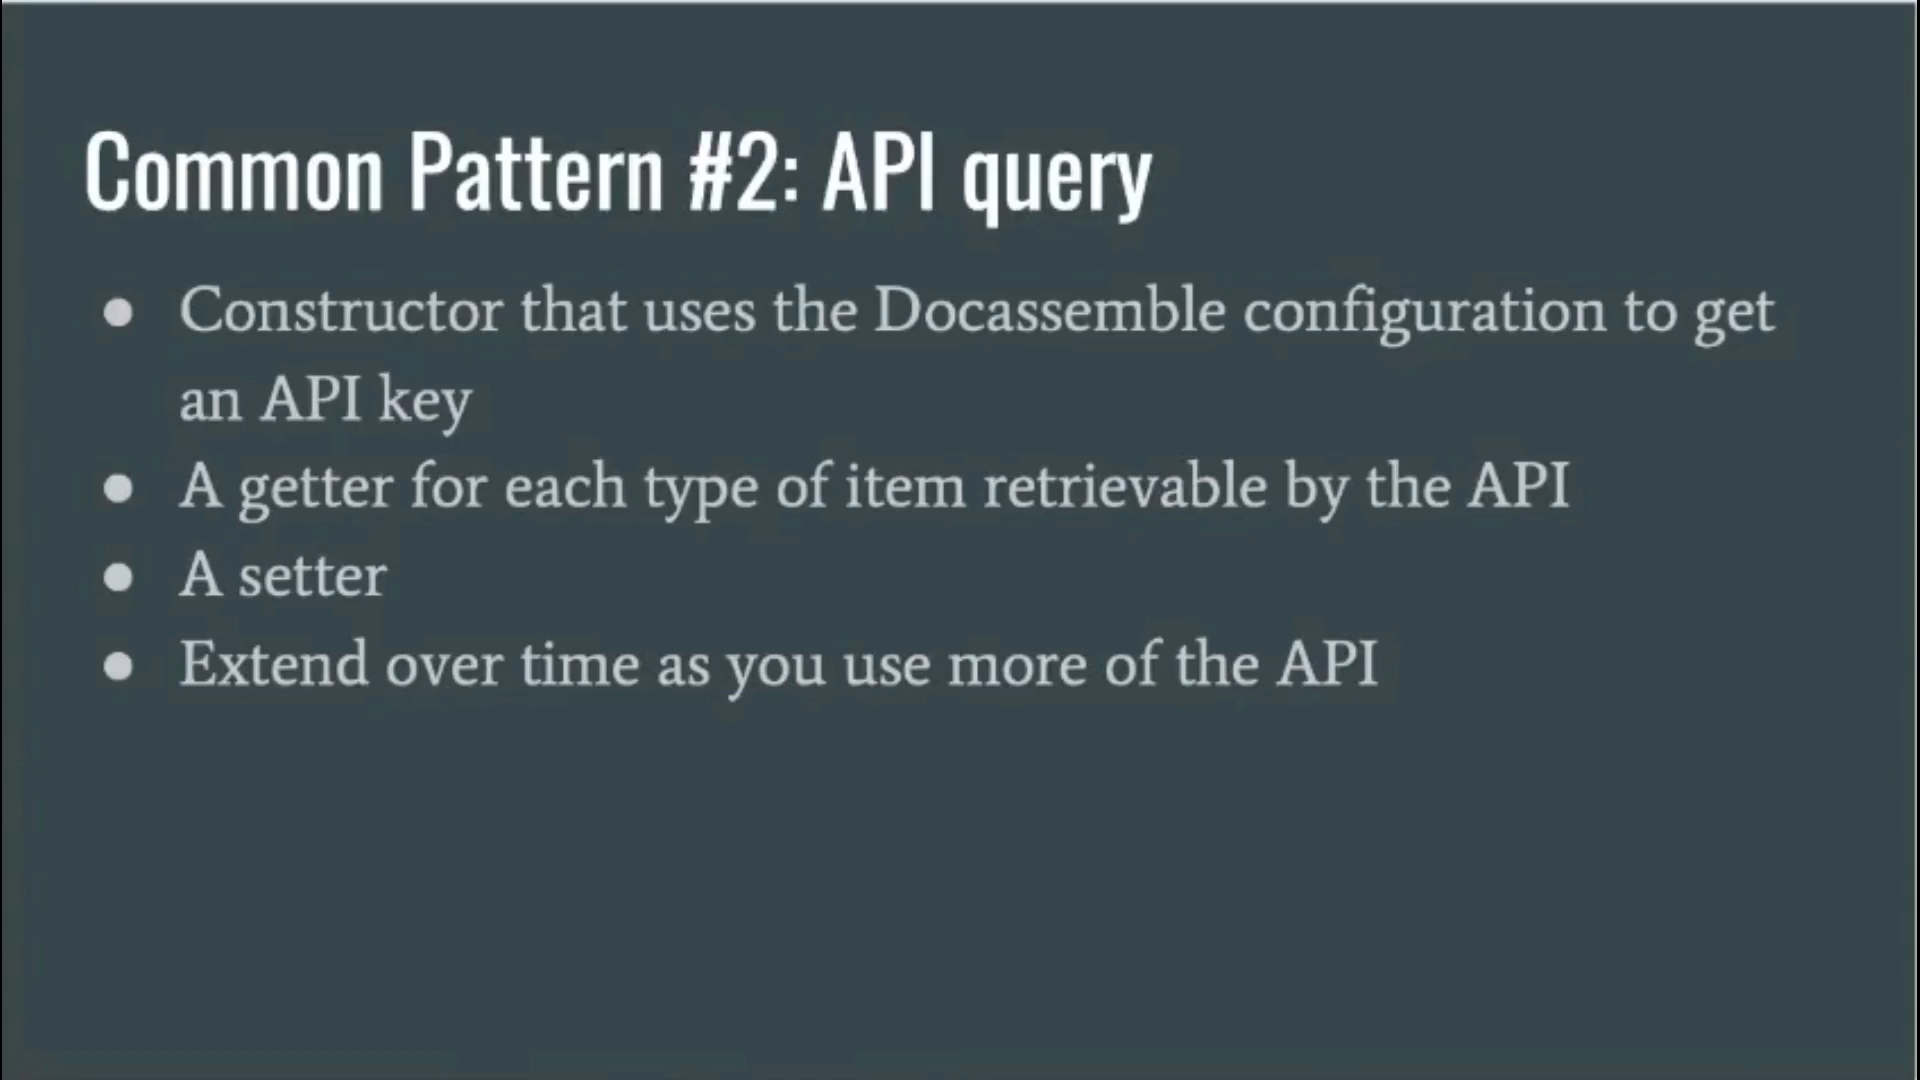 Common Pattern #2: API query
● Constructor that uses the Docassemble configuration to get
an API key
● A getter for each type of item retrievable by the API
● A setter
● Extend over time as you use more of the API